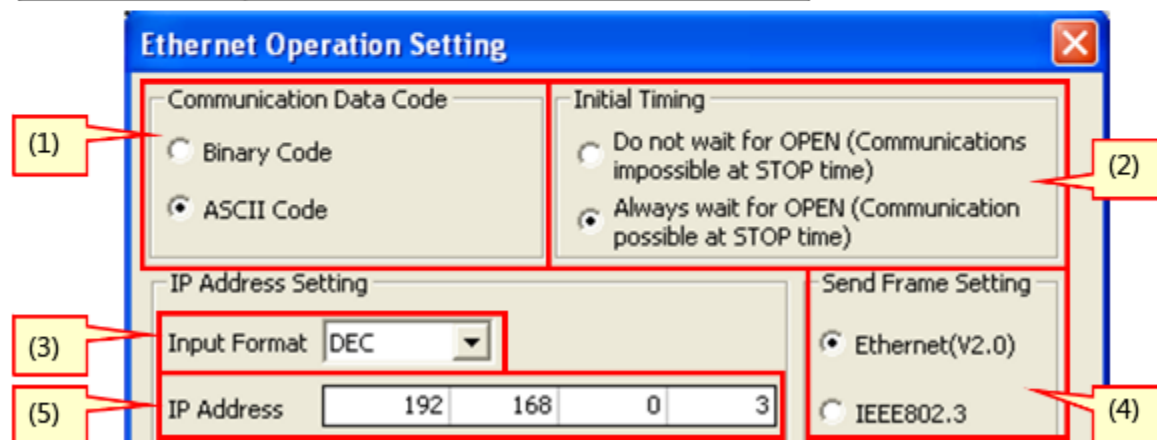 Ethernet Operation Setting
Communication Data Code
Initial Timing
(1)
Binary Code
Do not wait for OPEN (Communications
impossible at STOP time)
(2)
ASCII Code
Always wait for OPEN (Communication
possible at STOP time)
IP Address Setting
Send Frame Setting
(3)
Input Format DEC
Ethernet(V2.0)
(5)
IP Address 192 168 0 3
IEEE802.3
(4)